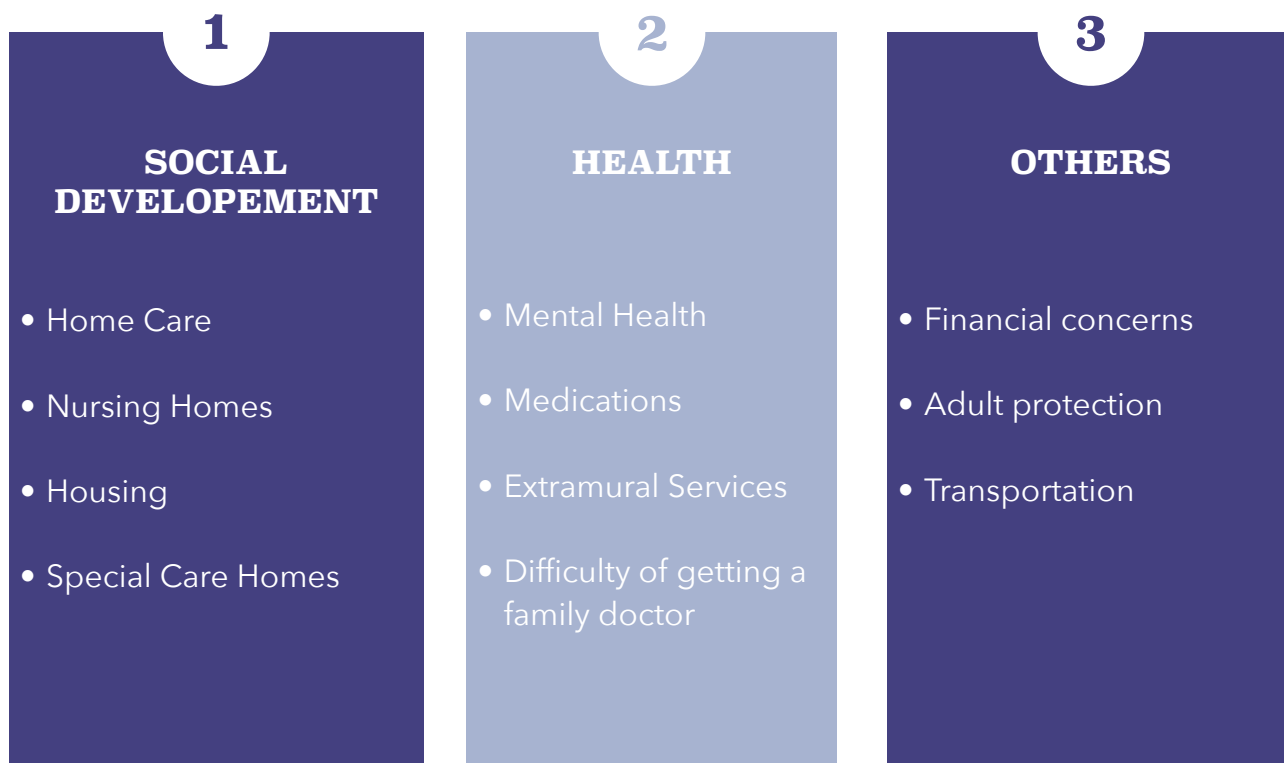 1
SOCIAL
DEVELOPEMENT
• Home Care
• Nursing Homes
• Housing
• Special Care Homes
2
HEALTH
• Mental Health
• Medications
• Extramural Services
• Difficulty of getting a
family doctor
3
OTHERS
• Financial concerns
• Adult protection
• Transportation